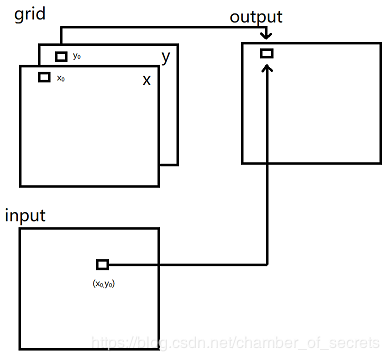 grid
output
y
y₀
x
x₀
input
(x₀,y₀)
https://blog.csdn.net/chamber_of_secrets